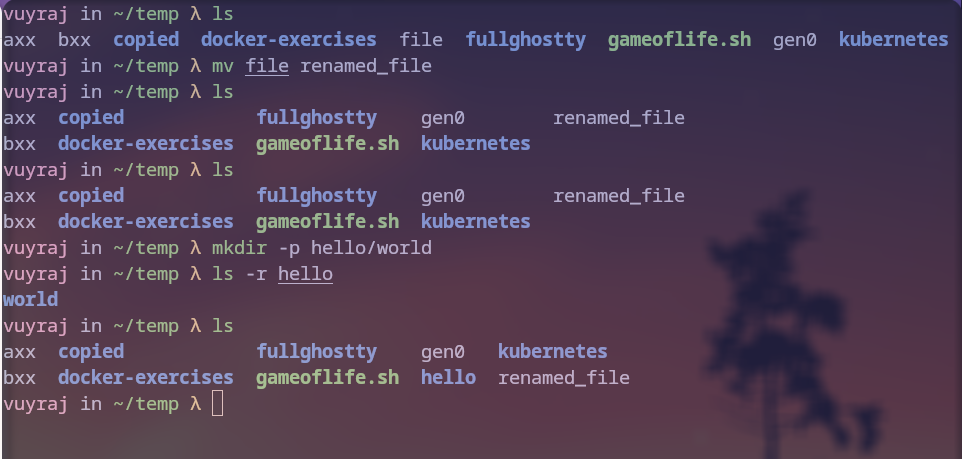 vuyraj in ~/temp λ ls
axx  bxx  copied  docker-exercises  file  fullghostty  gameoflife.sh  gen0  kubernetes
vuyraj in ~/temp λ mv file renamed_file
vuyraj in ~/temp λ ls
axx  copied            fullghostty    gen0        renamed_file
bxx  docker-exercises  gameoflife.sh  kubernetes
vuyraj in ~/temp λ ls
axx  copied            fullghostty    gen0        renamed_file
bxx  docker-exercises  gameoflife.sh  kubernetes
vuyraj in ~/temp λ mkdir -p hello/world
vuyraj in ~/temp λ ls -r hello
world
vuyraj in ~/temp λ ls
axx  copied            fullghostty    gen0   kubernetes
bxx  docker-exercises  gameoflife.sh  hello  renamed_file
vuyraj in ~/temp λ